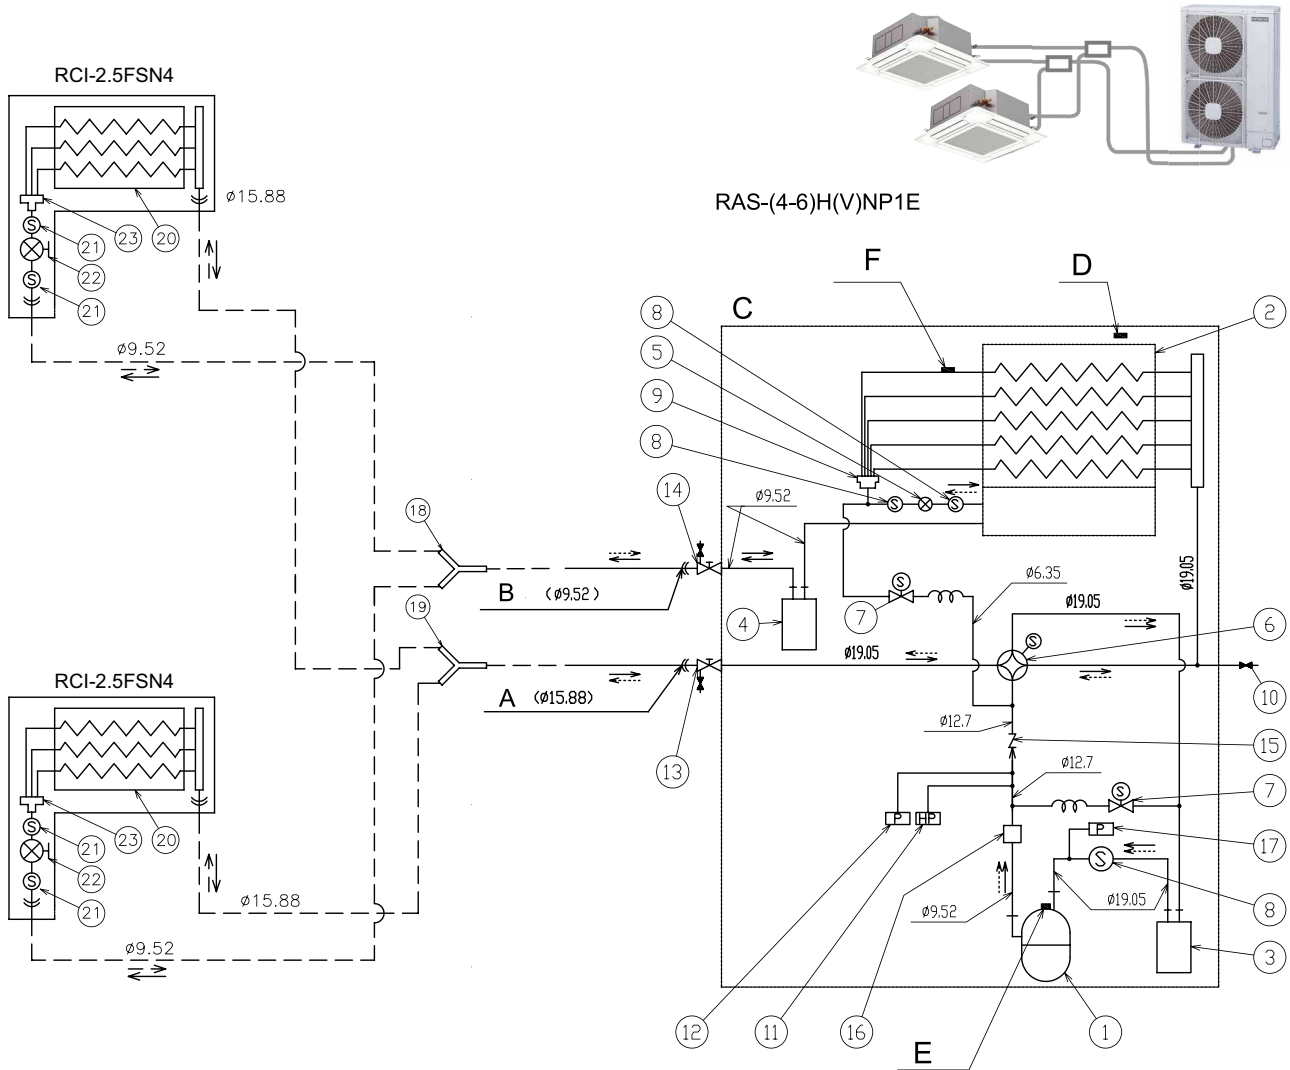 HITACHI
RCI-2.5FSN4
ø15.88
21
23
20
22
21
ø9.52
RAS-(4-6)H(V)NP1E
F
D
C
8
2
5
9
8
14
ø9.52
18
B (ø9.52)
4
7
S
ø6.35
ø19.05
ø19.05
6
S
19
A (ø15.88)
ø19.05
10
13
ø12.7
15
ø12.7
7
S
12
P
HP
11
16
P
17
S
8
ø9.52
ø19.05
3
1
E
RCI-2.5FSN4
23
20
S
21
22
S
21
ø15.88
ø9.52
S
S
S
S